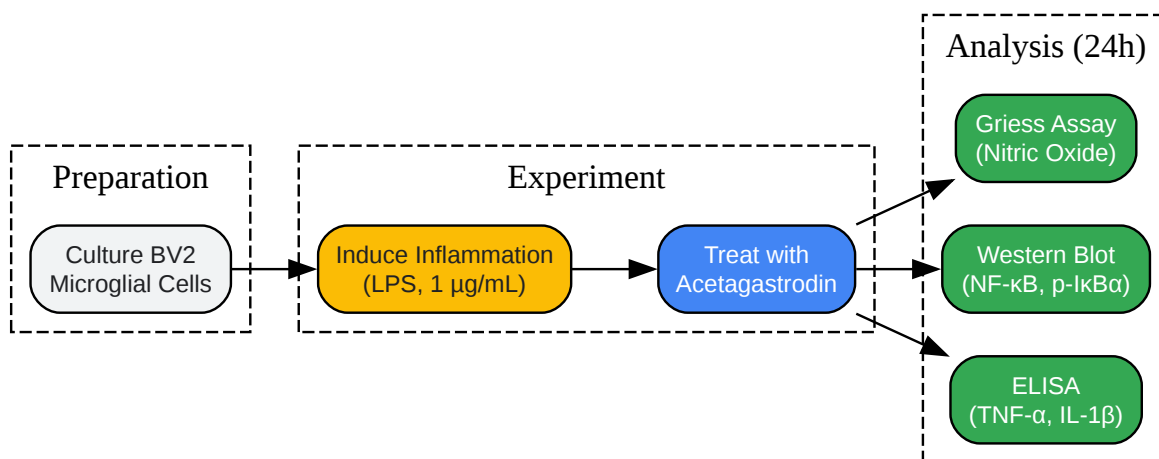 Preparation
Culture BV2
Microglial Cells
Experiment
Induce Inflammation
(LPS, 1 µg/mL)
Treat with
Acetagastrodin
Analysis (24h)
Griess Assay
(Nitric Oxide)
Western Blot
(NF-κB, p-IκBα)
ELISA
(TNF-α, IL-1β)